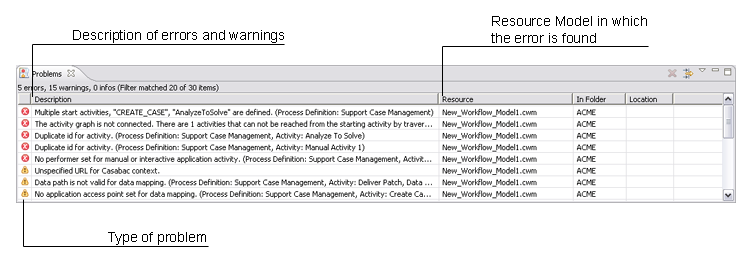 Description of errors and warnings
Resource Model in which
the error is found
Problems
5 errors, 15 warnings, 0 infos (Filter matched 20 of 30 items)
Description Resource In Folder Location
Multiple start activities, "CREATE_CASE", "AnalyzeToSolve" are defined. (Process Definition: Support Case Management) New_Workflow_Model1.cwm ACME
The activity graph is not connected. There are 1 activities that can not be reached from the starting activity by traver... New_Workflow_Model1.cwm ACME
Duplicate id for activity. (Process Definition: Support Case Management, Activity: Analyze To Solve) New_Workflow_Model1.cwm ACME
Duplicate id for activity. (Process Definition: Support Case Management, Activity: Manual Activity 1) New_Workflow_Model1.cwm ACME
No performer set for manual or interactive application activity. (Process Definition: Support Case Management, Activit... New_Workflow_Model1.cwm ACME
Unspecified URL for Casabac context. New_Workflow_Model1.cwm ACME
Data path is not valid for data mapping. (Process Definition: Support Case Management, Activity: Deliver Patch, Data ... New_Workflow_Model1.cwm ACME
No application access point set for data mapping. (Process Definition: Support Case Management, Activity: Create Ca... New_Workflow_Model1.cwm ACME
Type of problem